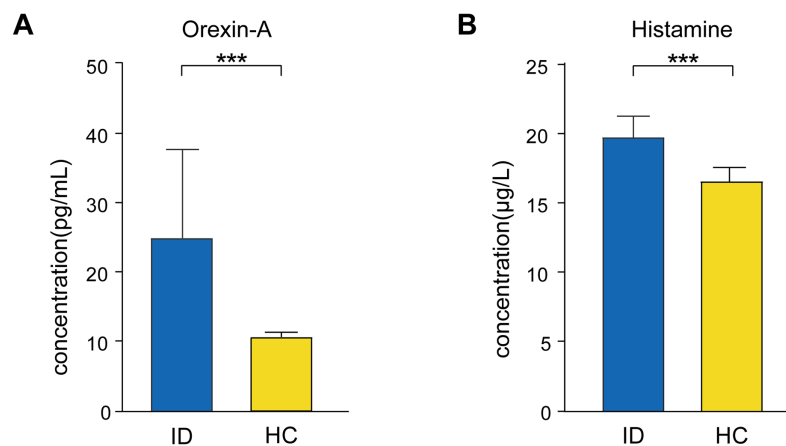 A
Orexin-A
***
50
40
30
20
10
0
concentration(pg/mL)
ID
HC
B
Histamine
***
25
20
15
10
5
0
concentration(μg/L)
ID
HC